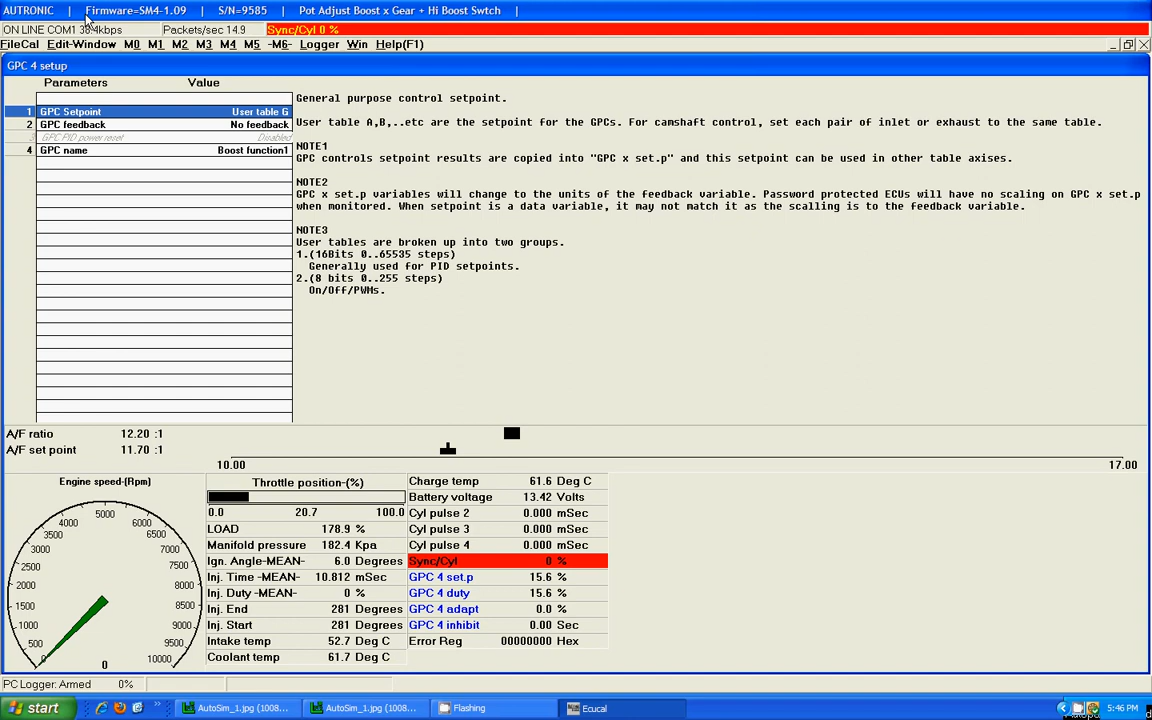 AUTRONIC | Firmware=SM4-1.09 | S/N=9585 | Pot Adjust Boost x Gear + Hi Boost Swtch |
ON LINE COM1 38.4kbps Packets/sec 14.9 Sync/Cyl 0 %
FileCal Edit-Window M0 M1 M2 M3 M4 M5 -M6- Logger Win Help(F1)
GPC 4 setup
Parameters Value
1 GPC Setpoint User table G
2 GPC feedback No feedback
3 GPC PID power reset Disabled
4 GPC name Boost function1
General purpose control setpoint.
User table A,B,..etc are the setpoint for the GPCs. For camshaft control, set each pair of inlet or exhaust to the same table.
NOTE1
GPC controls setpoint results are copied into "GPC x set.p" and this setpoint can be used in other table axises.
NOTE2
GPC x set.p variables will change to the units of the feedback variable. Password protected ECUs will have no scaling on GPC x set.p
when monitored. When setpoint is a data variable, it may not match it as the scalling is to the feedback variable.
NOTE3
User tables are broken up into two groups.
1.(16Bits 0..65535 steps)
Generally used for PID setpoints.
2.(8 bits 0..255 steps)
On/Off/PWMs.
A/F ratio 12.20 :1
A/F set point 11.70 :1
10.00 17.00
Engine speed-(Rpm)
0 500 1000 1500 2000 2500 3000 3500 4000 4500 5000 5500 6000 6500 7000 7500 8000 8500 9000 9500 10000
0
Throttle position-(%)
0.0 20.7 100.0
LOAD 178.9 %
Manifold pressure 182.4 Kpa
Ign. Angle-MEAN- 6.0 Degrees
Inj. Time -MEAN- 10.812 mSec
Inj. Duty -MEAN- 0 %
Inj. End 281 Degrees
Inj. Start 281 Degrees
Intake temp 52.7 Deg C
Coolant temp 61.7 Deg C
Charge temp 61.6 Deg C
Battery voltage 13.42 Volts
Cyl pulse 2 0.000 mSec
Cyl pulse 3 0.000 mSec
Cyl pulse 4 0.000 mSec
Sync/Cyl 0 %
GPC 4 set.p 15.6 %
GPC 4 duty 15.6 %
GPC 4 adapt 0.0 %
GPC 4 inhibit 0.00 Sec
Error Reg 00000000 Hex
PC Logger: Armed 0%
start AutoSim_1.jpg (1008... AutoSim_1.jpg (1008... Flashing Ecucal 5:46 PM